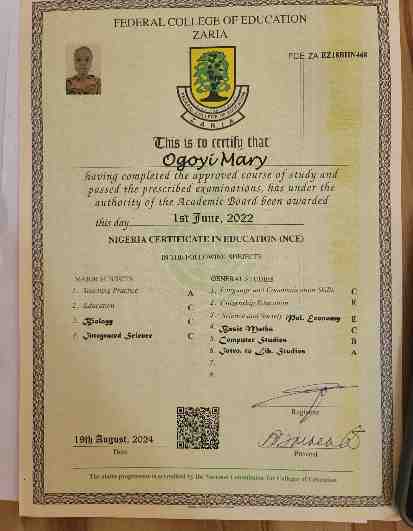 FEDERAL COLLEGE OF EDUCATION
ZARIA
FCE ZA EZ18BIIN468
ZARIA
This is to certify that
Ogoyi Mary
having completed the approved course of study and
passed the prescribed examinations, has under the
authority of the Academic Board been awarded
this day 1st June, 2022
NIGERIA CERTIFICATE IN EDUCATION (NCE)
IN THE FOLLOWING SUBJECTS
MAJOR SUBJECTS
1. Teaching Practice A
2. Education C
3. Biology C
4. Integrated Science C
GENERAL STUDIES
1. Language and Communication Skills C
2. Citizenship Education E
3. Science and Society /Pol. Economy E
4. Basic Maths C
5. Computer Studies B
6. Intro. to Lib. Studies A
7.
8.
Registrar
19th August, 2024
Date
Provost
The above programme is accredited by the National Commission for Colleges of Education